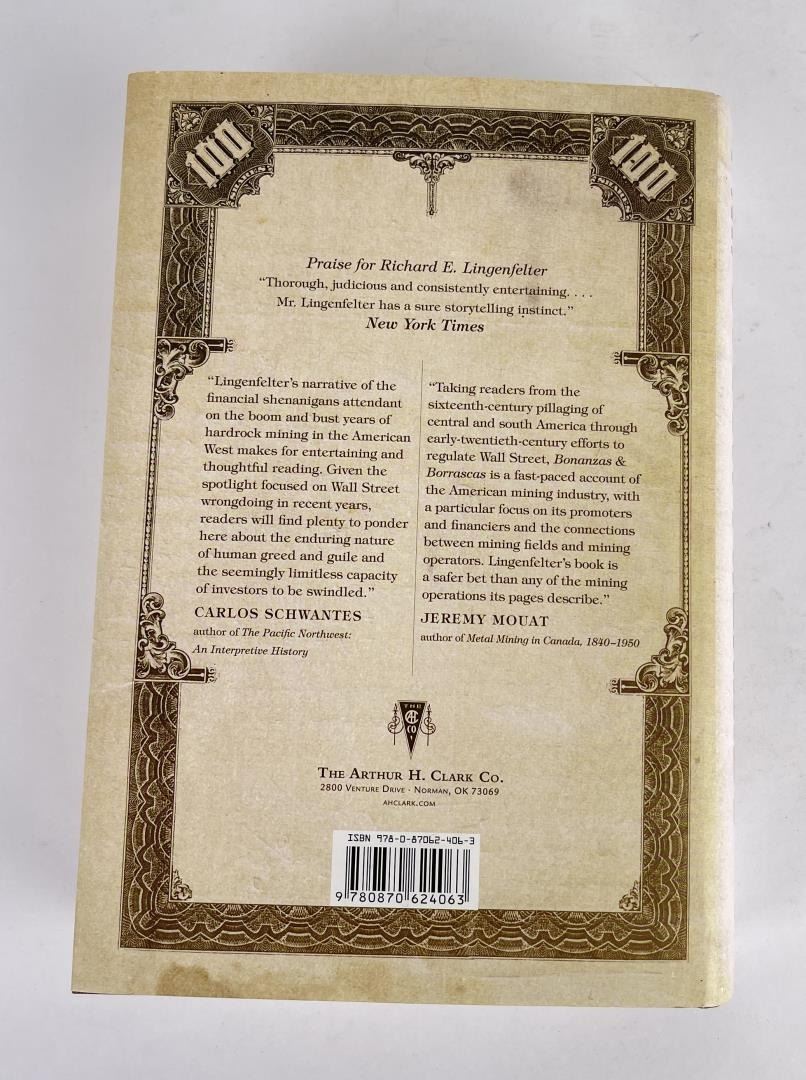 100
100
Praise for Richard E. Lingenfelter
“Thorough, judicious and consistently entertaining. . . .
Mr. Lingenfelter has a sure storytelling instinct.”
New York Times
“Lingenfelter’s narrative of the
financial shenanigans attendant
on the boom and bust years of
hardrock mining in the American
West makes for entertaining and
thoughtful reading. Given the
spotlight focused on Wall Street
wrongdoing in recent years,
readers will find plenty to ponder
here about the enduring nature
of human greed and guile and
the seemingly limitless capacity
of investors to be swindled.”
CARLOS SCHWANTES
author of The Pacific Northwest:
An Interpretive History
“Taking readers from the
sixteenth-century pillaging of
central and south America through
early-twentieth-century efforts to
regulate Wall Street, Bonanzas &
Borrascas is a fast-paced account of
the American mining industry, with
a particular focus on its promoters
and financiers and the connections
between mining fields and mining
operators. Lingenfelter’s book is
a safer bet than any of the mining
operations its pages describe.”
JEREMY MOUAT
author of Metal Mining in Canada, 1840–1950
THE
AHC
CO
THE ARTHUR H. CLARK CO.
2800 VENTURE DRIVE · NORMAN, OK 73069
AHCLARK.COM
ISBN 978-0-87062-406-3
9 780870 624063